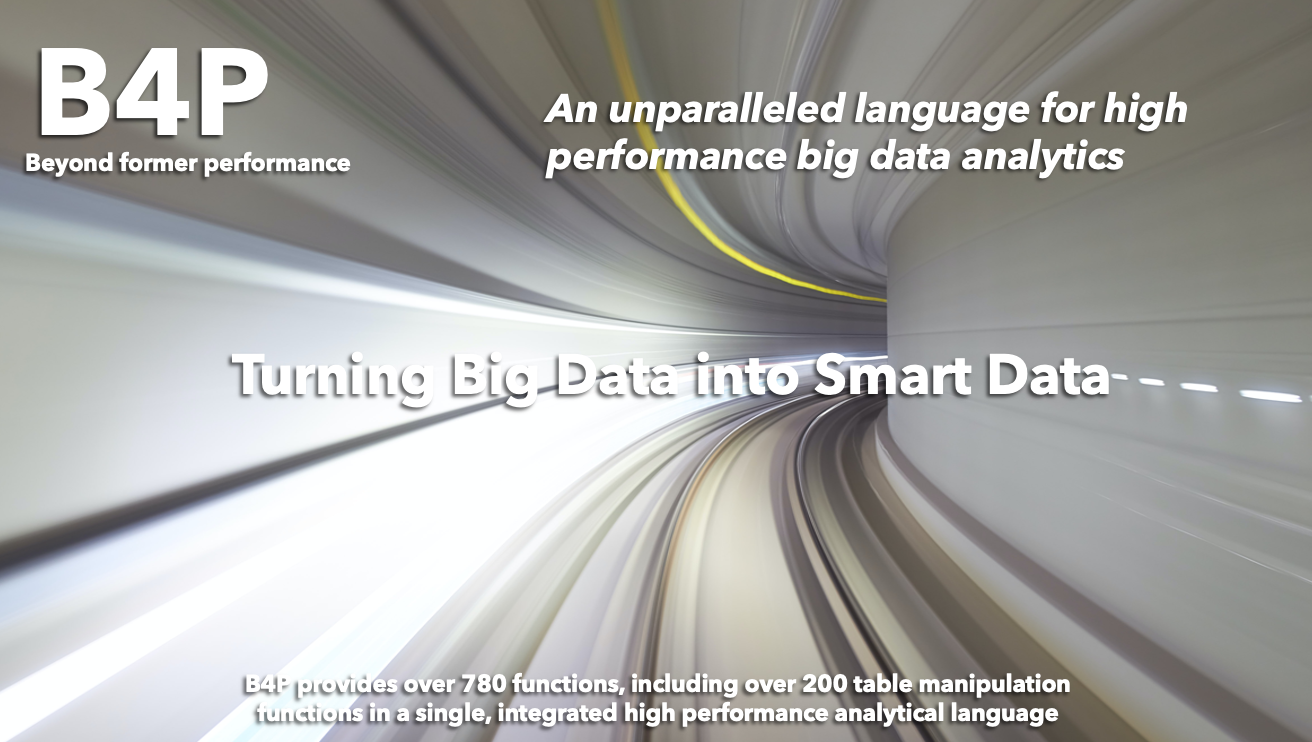 B4P
Beyond former performance
An unparalleled language for high
performance big data analytics
Turning Big Data into Smart Data
B4P provides over 780 functions, including over 200 table manipulation
functions in a single, integrated high performance analytical language